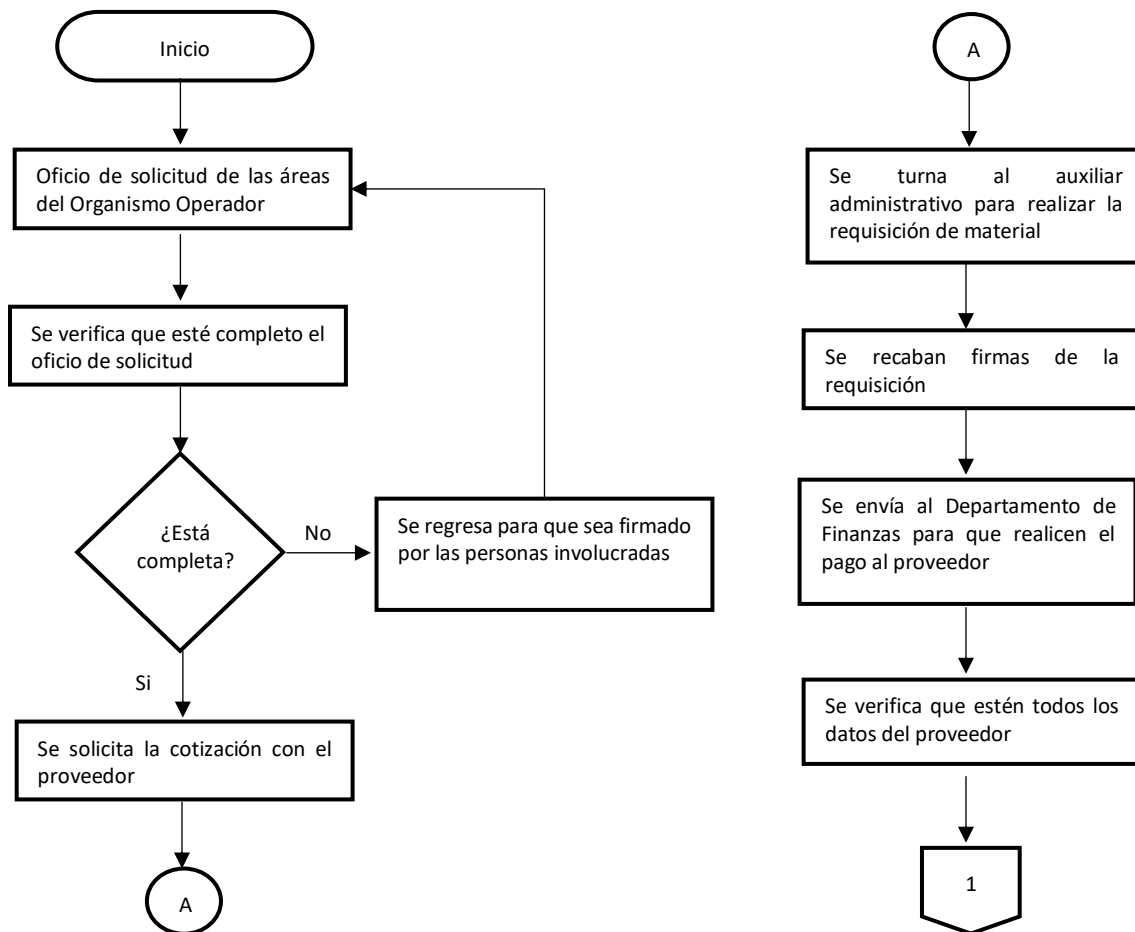 Inicio
Oficio de solicitud de las áreas
del Organismo Operador
Se verifica que esté completo el
oficio de solicitud
¿Está
completa?
No
Se regresa para que sea firmado
por las personas involucradas
Si
Se solicita la cotización con el
proveedor
A
A
Se turna al auxiliar
administrativo para realizar la
requisición de material
Se recaban firmas de la
requisición
Se envía al Departamento de
Finanzas para que realicen el
pago al proveedor
Se verifica que estén todos los
datos del proveedor
1